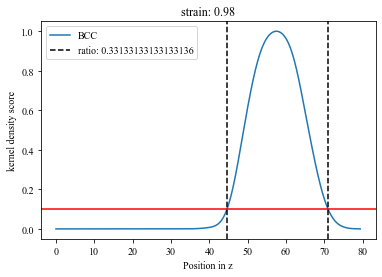 strain: 0.98
BCC
ratio: 0.33133133133133136
kernel density score
1.0
0.8
0.6
0.4
0.2
0.0
0 10 20 30 40 50 60 70 80
Position in z